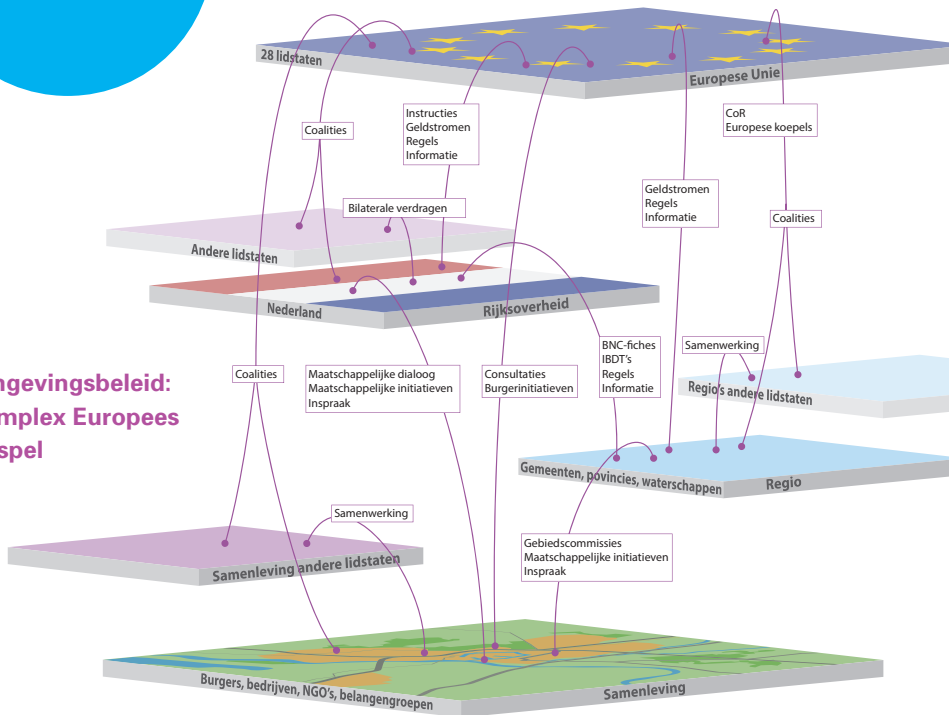 28 lidstaten
Europese Unie
Coalities
Instructies
Geldstromen
Regels
Informatie
CoR
Europese koepels
Geldstromen
Regels
Informatie
Coalities
Bilaterale verdragen
Andere lidstaten
Nederland
Rijksoverheid
mgevingsbeleid:
mplex Europees
spel
Coalities
Maatschappelijke dialoog
Maatschappelijke initiatieven
Inspraak
Consultaties
Burgerinitiatieven
BNC-fiches
IBDT's
Regels
Informatie
Samenwerking
Regio's andere lidstaten
Gemeenten, povincies, waterschappen
Regio
Samenwerking
Samenleving andere lidstaten
Gebiedscommissies
Maatschappelijke initiatieven
Inspraak
Burgers, bedrijven, NGO's, belangengroepen
Samenleving